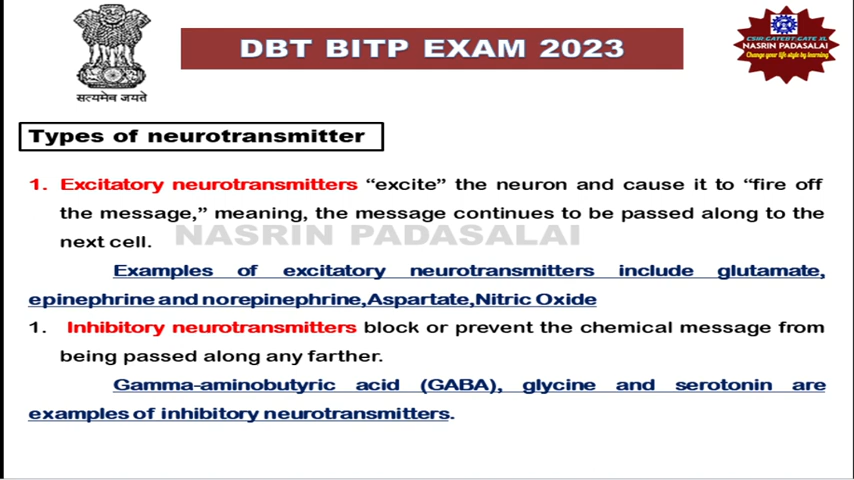 सत्यमेव जयते
DBT BITP EXAM 2023
CSIR.GATEBT.GATE XL
NASRIN PADASALAI
Change your life style by learning
Types of neurotransmitter
1. Excitatory neurotransmitters “excite” the neuron and cause it to “fire off
the message,” meaning, the message continues to be passed along to the
next cell.
NASRIN PADASALAI
Examples of excitatory neurotransmitters include glutamate,
epinephrine and norepinephrine,Aspartate,Nitric Oxide
1. Inhibitory neurotransmitters block or prevent the chemical message from
being passed along any farther.
Gamma-aminobutyric acid (GABA), glycine and serotonin are
examples of inhibitory neurotransmitters.